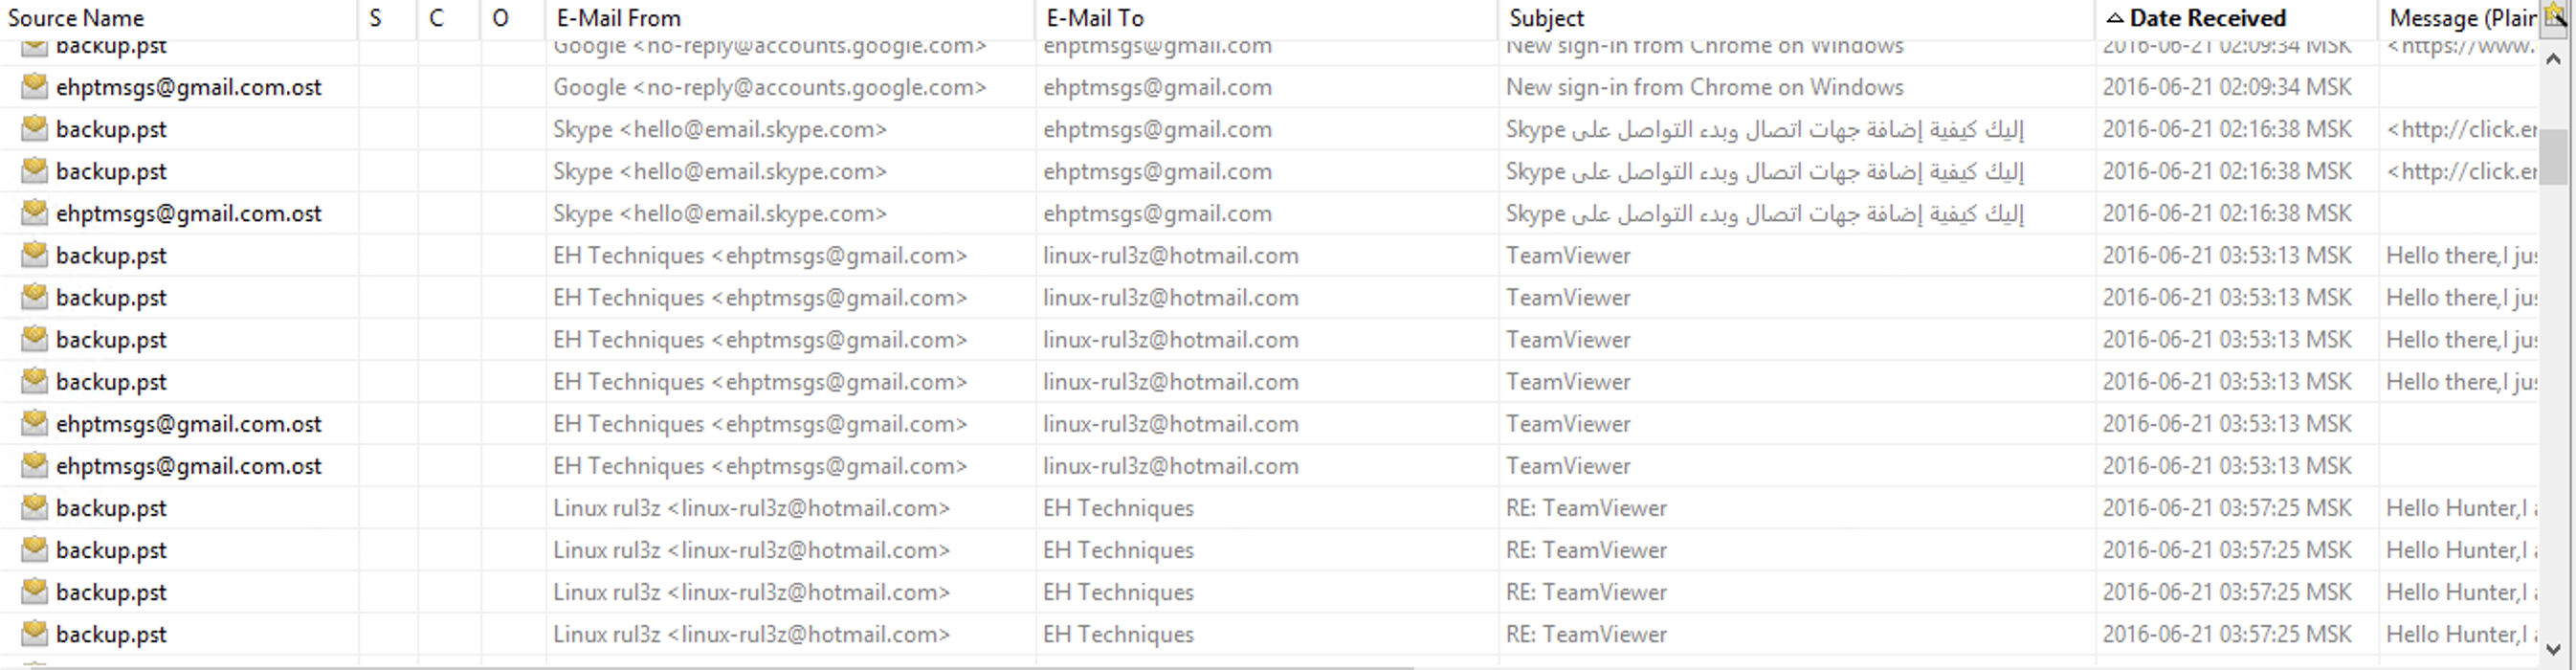 Source Name S C O E-Mail From E-Mail To Subject Date Received Message (Plain
backup.pst Google <no-reply@accounts.google.com> ehptmsgs@gmail.com New sign-in from Chrome on Windows 2016-06-21 02:09:34 MSK <https://www.
ehptmsgs@gmail.com.ost Google <no-reply@accounts.google.com> ehptmsgs@gmail.com New sign-in from Chrome on Windows 2016-06-21 02:09:34 MSK
backup.pst Skype <hello@email.skype.com> ehptmsgs@gmail.com إليك كيفية إضافة جهات اتصال وبدء التواصل على Skype 2016-06-21 02:16:38 MSK <http://click.er
backup.pst Skype <hello@email.skype.com> ehptmsgs@gmail.com إليك كيفية إضافة جهات اتصال وبدء التواصل على Skype 2016-06-21 02:16:38 MSK <http://click.er
ehptmsgs@gmail.com.ost Skype <hello@email.skype.com> ehptmsgs@gmail.com إليك كيفية إضافة جهات اتصال وبدء التواصل على Skype 2016-06-21 02:16:38 MSK
backup.pst EH Techniques <ehptmsgs@gmail.com> linux-rul3z@hotmail.com TeamViewer 2016-06-21 03:53:13 MSK Hello there,I jus
backup.pst EH Techniques <ehptmsgs@gmail.com> linux-rul3z@hotmail.com TeamViewer 2016-06-21 03:53:13 MSK Hello there,I jus
backup.pst EH Techniques <ehptmsgs@gmail.com> linux-rul3z@hotmail.com TeamViewer 2016-06-21 03:53:13 MSK Hello there,I jus
backup.pst EH Techniques <ehptmsgs@gmail.com> linux-rul3z@hotmail.com TeamViewer 2016-06-21 03:53:13 MSK Hello there,I jus
ehptmsgs@gmail.com.ost EH Techniques <ehptmsgs@gmail.com> linux-rul3z@hotmail.com TeamViewer 2016-06-21 03:53:13 MSK
ehptmsgs@gmail.com.ost EH Techniques <ehptmsgs@gmail.com> linux-rul3z@hotmail.com TeamViewer 2016-06-21 03:53:13 MSK
backup.pst Linux rul3z <linux-rul3z@hotmail.com> EH Techniques RE: TeamViewer 2016-06-21 03:57:25 MSK Hello Hunter,I a
backup.pst Linux rul3z <linux-rul3z@hotmail.com> EH Techniques RE: TeamViewer 2016-06-21 03:57:25 MSK Hello Hunter,I a
backup.pst Linux rul3z <linux-rul3z@hotmail.com> EH Techniques RE: TeamViewer 2016-06-21 03:57:25 MSK Hello Hunter,I a
backup.pst Linux rul3z <linux-rul3z@hotmail.com> EH Techniques RE: TeamViewer 2016-06-21 03:57:25 MSK Hello Hunter,I a